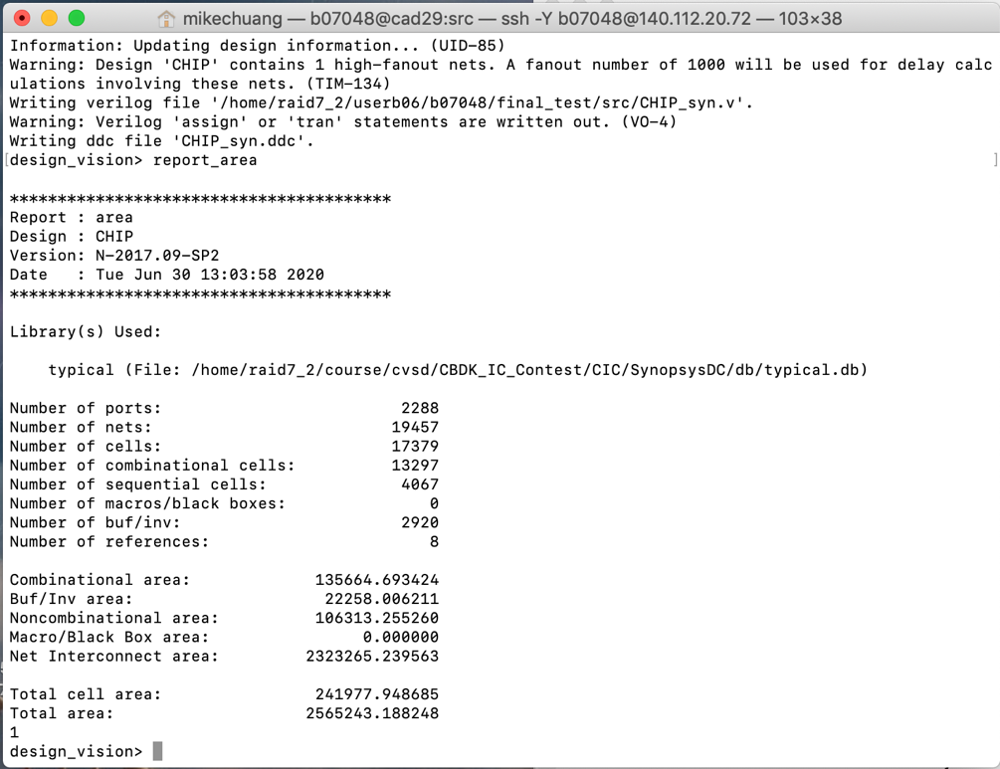 mikechuang — b07048@cad29:src — ssh -Y b07048@140.112.20.72 — 103×38
Information: Updating design information... (UID-85)
Warning: Design 'CHIP' contains 1 high-fanout nets. A fanout number of 1000 will be used for delay calc
ulations involving these nets. (TIM-134)
Writing verilog file '/home/raid7_2/userb06/b07048/final_test/src/CHIP_syn.v'.
Warning: Verilog 'assign' or 'tran' statements are written out. (VO-4)
Writing ddc file 'CHIP_syn.ddc'.
[design_vision> report_area ]
****************************************
Report : area
Design : CHIP
Version: N-2017.09-SP2
Date   : Tue Jun 30 13:03:58 2020
****************************************
Library(s) Used:
    typical (File: /home/raid7_2/course/cvsd/CBDK_IC_Contest/CIC/SynopsysDC/db/typical.db)
Number of ports:                         2288
Number of nets:                         19457
Number of cells:                        17379
Number of combinational cells:          13297
Number of sequential cells:              4067
Number of macros/black boxes:               0
Number of buf/inv:                       2920
Number of references:                       8
Combinational area:             135664.693424
Buf/Inv area:                    22258.006211
Noncombinational area:          106313.255260
Macro/Black Box area:                0.000000
Net Interconnect area:         2323265.239563
Total cell area:                241977.948685
Total area:                    2565243.188248
1
design_vision>